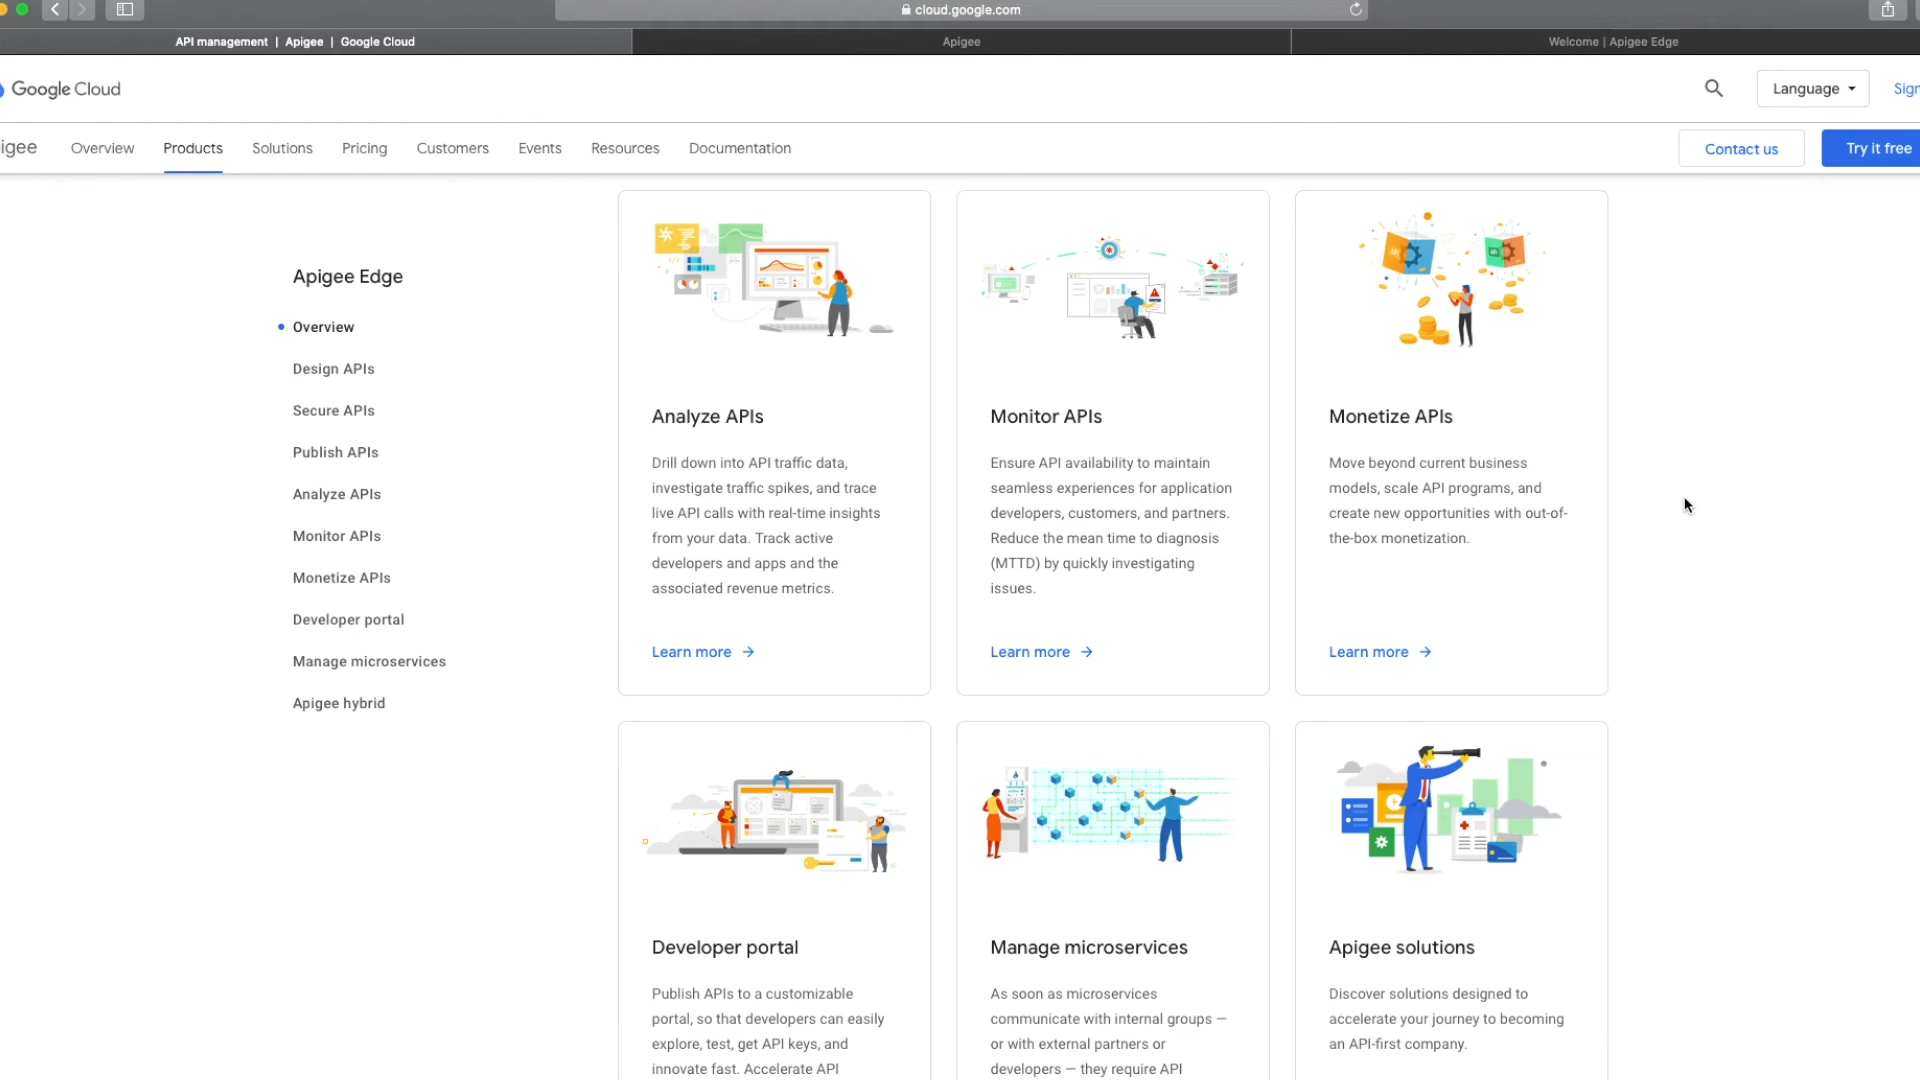 cloud.google.com
API management | Apigee | Google Cloud
Apigee
Welcome | Apigee Edge
Google Cloud
Language
Sign
igee
Overview
Products
Solutions
Pricing
Customers
Events
Resources
Documentation
Contact us
Try it free
Apigee Edge
Overview
Design APIs
Secure APIs
Publish APIs
Analyze APIs
Monitor APIs
Monetize APIs
Developer portal
Manage microservices
Apigee hybrid
Analyze APIs
Drill down into API traffic data,
investigate traffic spikes, and trace
live API calls with real-time insights
from your data. Track active
developers and apps and the
associated revenue metrics.
Learn more
Monitor APIs
Ensure API availability to maintain
seamless experiences for application
developers, customers, and partners.
Reduce the mean time to diagnosis
(MTTD) by quickly investigating
issues.
Learn more
Monetize APIs
Move beyond current business
models, scale API programs, and
create new opportunities with out-of-
the-box monetization.
Learn more
Developer portal
Publish APIs to a customizable
portal, so that developers can easily
explore, test, get API keys, and
innovate fast. Accelerate API
Manage microservices
As soon as microservices
communicate with internal groups —
or with external partners or
developers — they require API
Apigee solutions
Discover solutions designed to
accelerate your journey to becoming
an API-first company.